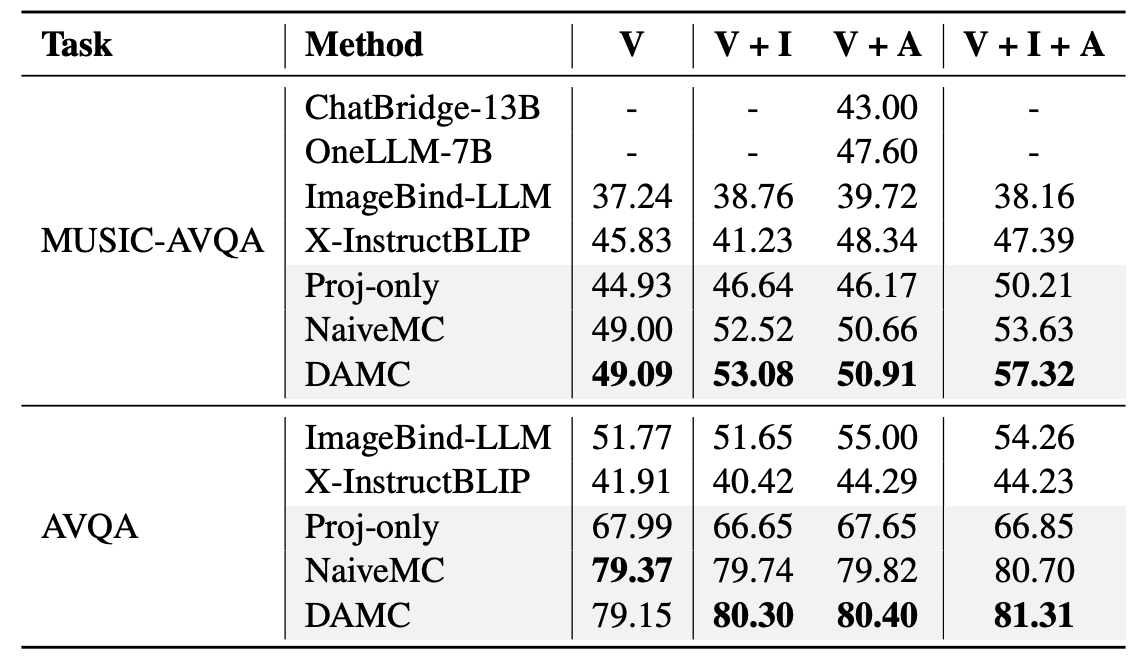 Task Method V V + I V + A V + I + A
ChatBridge-13B - - 43.00 -
OneLLM-7B - - 47.60 -
ImageBind-LLM 37.24 38.76 39.72 38.16
MUSIC-AVQA X-InstructBLIP 45.83 41.23 48.34 47.39
Proj-only 44.93 46.64 46.17 50.21
NaiveMC 49.00 52.52 50.66 53.63
DAMC 49.09 53.08 50.91 57.32
ImageBind-LLM 51.77 51.65 55.00 54.26
X-InstructBLIP 41.91 40.42 44.29 44.23
AVQA Proj-only 67.99 66.65 67.65 66.85
NaiveMC 79.37 79.74 79.82 80.70
DAMC 79.15 80.30 80.40 81.31